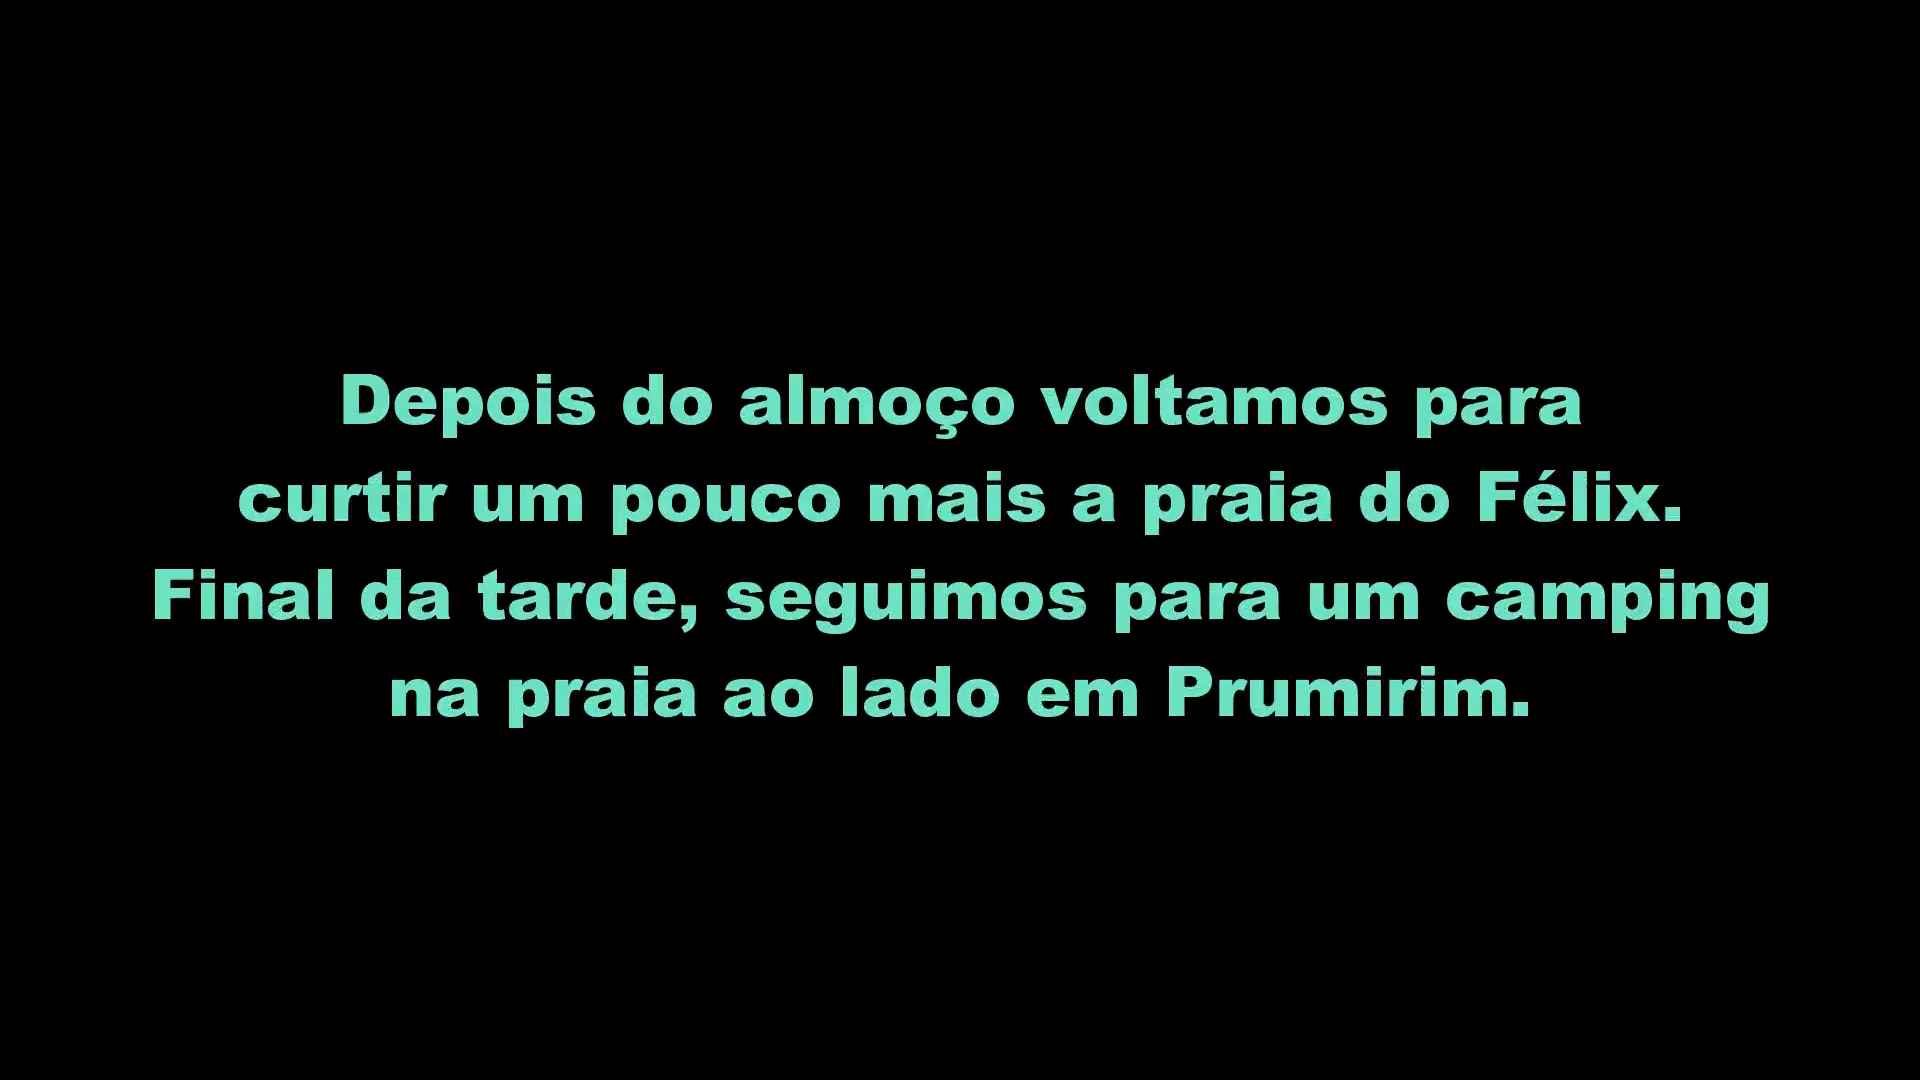 Depois do almoço voltamos para
curtir um pouco mais a praia do Félix.
Final da tarde, seguimos para um camping
na praia ao lado em Prumirim.